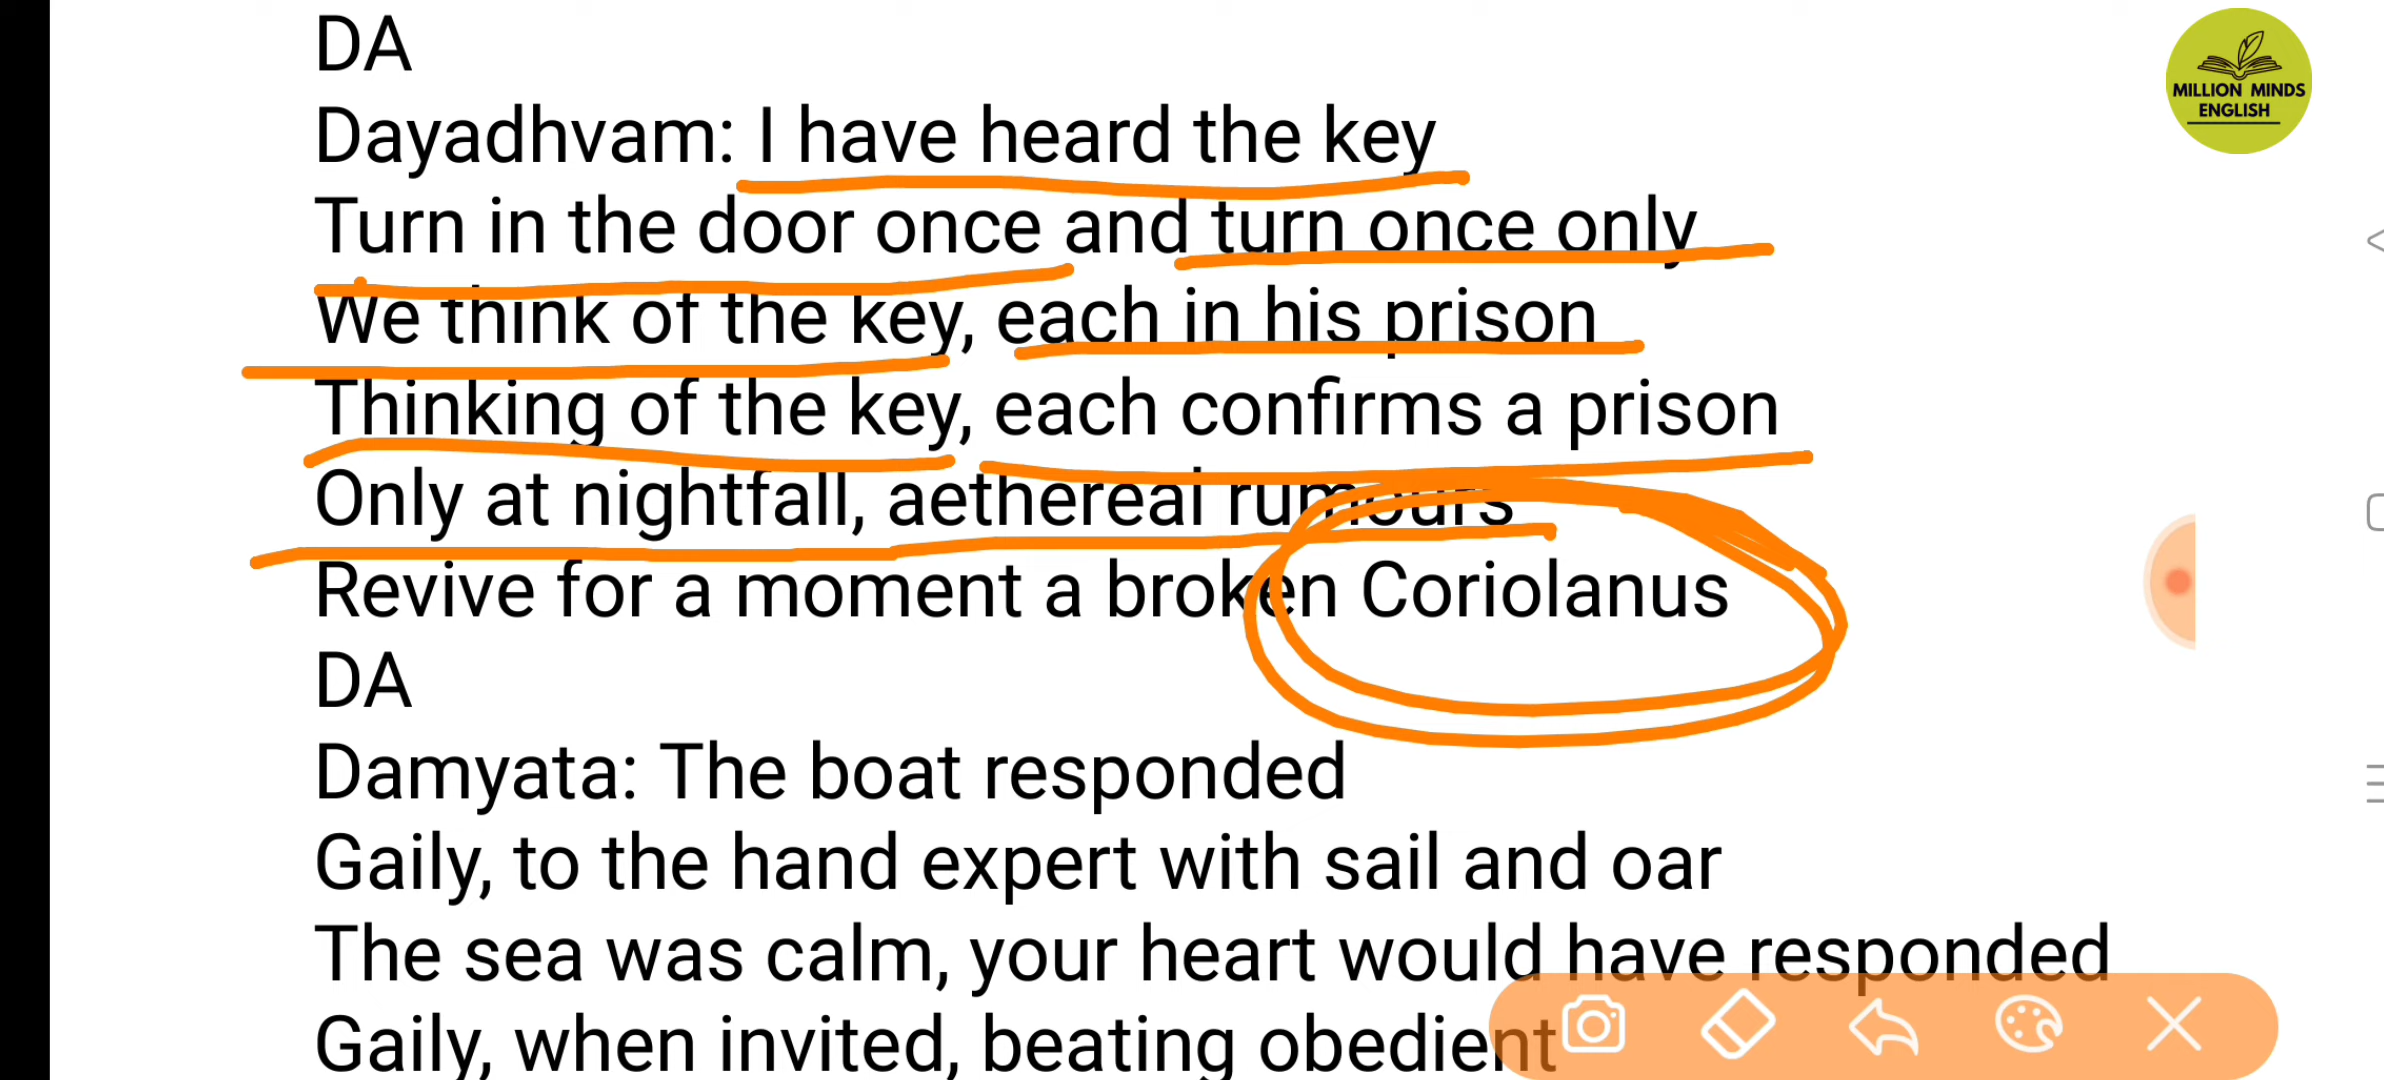 DA
MILLION MINDS
ENGLISH
Dayadhvam: I have heard the key
Turn in the door once and turn once only
We think of the key, each in his prison
Thinking of the key, each confirms a prison
Only at nightfall, aethereal rumours
Revive for a moment a broken Coriolanus
DA
Damyata: The boat responded
Gaily, to the hand expert with sail and oar
The sea was calm, your heart would have responded
Gaily, when invited, beating obedient